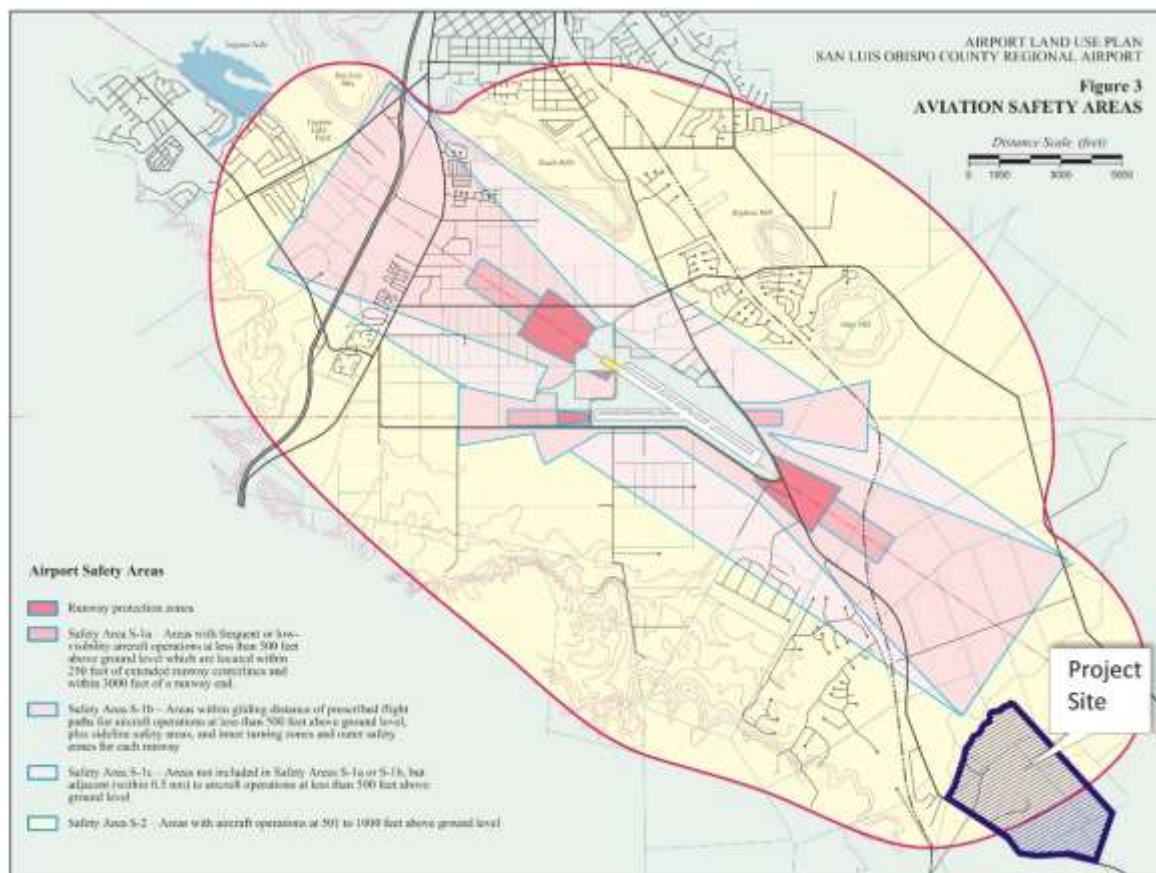 AIRPORT LAND USE PLAN
SAN LUIS OBISPO COUNTY REGIONAL AIRPORT
Figure 3
AVIATION SAFETY AREAS
Distance Scale (feet)
0 1000 3000 5000
Laguna Lake
South Hills
Project
Site
Airport Safety Areas
Runway protection zones
Safety Area S-1a – Areas with frequent or low-
visibility aircraft operations at less than 500 feet
above ground level which are located within
250 feet of extended runway centerlines and
within 3000 feet of a runway end.
Safety Area S-1b – Areas within gliding distance of prescribed flight
paths for aircraft operations at less than 500 feet above ground level,
plus sideline safety areas, and inner turning zones and outer safety
zones for each runway
Safety Area S-1c – Areas not included in Safety Areas S-1a or S-1b, but
adjacent (within 0.5 nm) to aircraft operations at less than 500 feet above
ground level
Safety Area S-2 – Areas with aircraft operations at 501 to 1000 feet above ground level